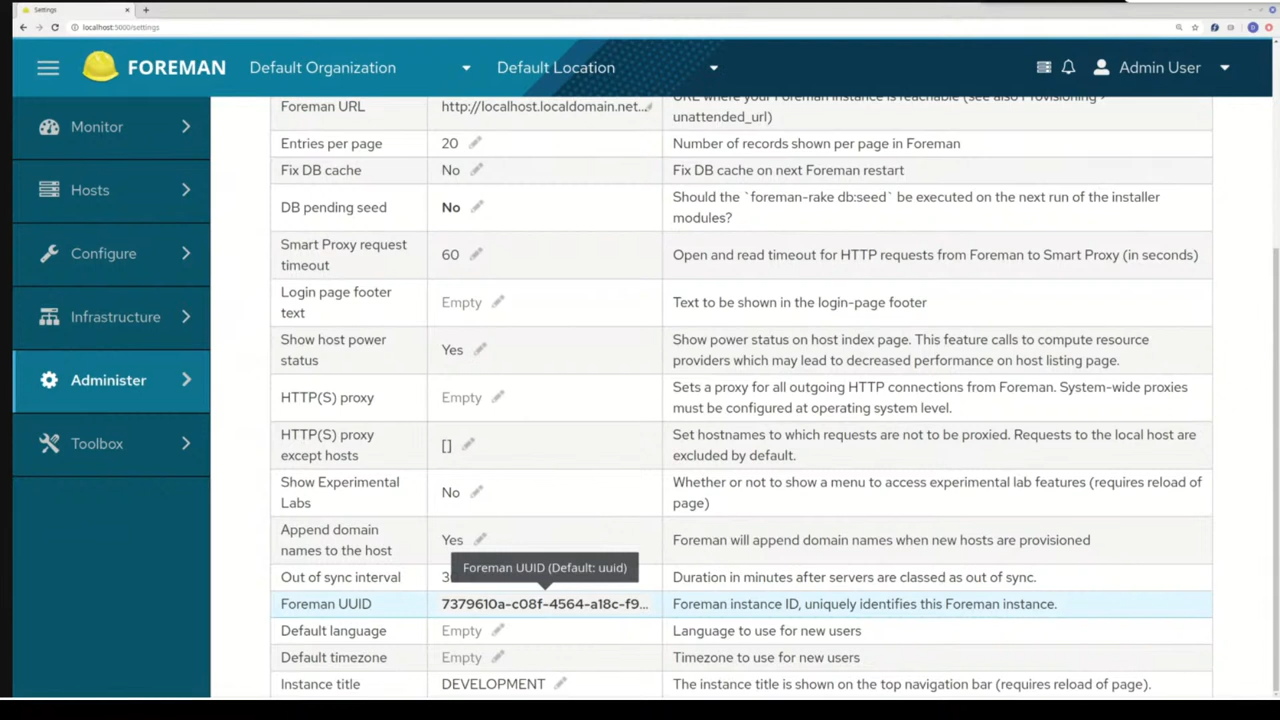 Settings
localhost:5000/settings
FOREMAN
Default Organization
Default Location
Admin User
Monitor
Hosts
Configure
Infrastructure
Administer
Toolbox
Foreman URL
http://localhost.localdomain.net...
URL where your Foreman instance is reachable (see also Provisioning ›
unattended_url)
Entries per page
20
Number of records shown per page in Foreman
Fix DB cache
No
Fix DB cache on next Foreman restart
DB pending seed
No
Should the `foreman-rake db:seed` be executed on the next run of the installer
modules?
Smart Proxy request
timeout
60
Open and read timeout for HTTP requests from Foreman to Smart Proxy (in seconds)
Login page footer
text
Empty
Text to be shown in the login-page footer
Show host power
status
Yes
Show power status on host index page. This feature calls to compute resource
providers which may lead to decreased performance on host listing page.
HTTP(S) proxy
Empty
Sets a proxy for all outgoing HTTP connections from Foreman. System-wide proxies
must be configured at operating system level.
HTTP(S) proxy
except hosts
[]
Set hostnames to which requests are not to be proxied. Requests to the local host are
excluded by default.
Show Experimental
Labs
No
Whether or not to show a menu to access experimental lab features (requires reload of
page)
Append domain
names to the host
Yes
Foreman will append domain names when new hosts are provisioned
Foreman UUID (Default: uuid)
Out of sync interval
Duration in minutes after servers are classed as out of sync.
Foreman UUID
7379610a-c08f-4564-a18c-f9...
Foreman instance ID, uniquely identifies this Foreman instance.
Default language
Empty
Language to use for new users
Default timezone
Empty
Timezone to use for new users
Instance title
DEVELOPMENT
The instance title is shown on the top navigation bar (requires reload of page).